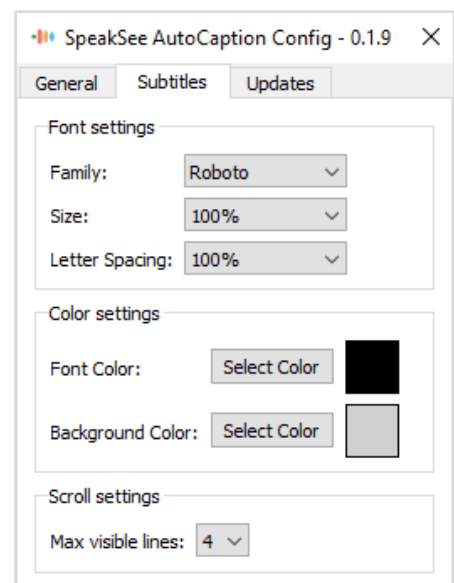 SpeakSee AutoCaption Config - 0.1.9
General Subtitles Updates
Font settings
Family: Roboto
Size: 100%
Letter Spacing: 100%
Color settings
Font Color: Select Color
Background Color: Select Color
Scroll settings
Max visible lines: 4